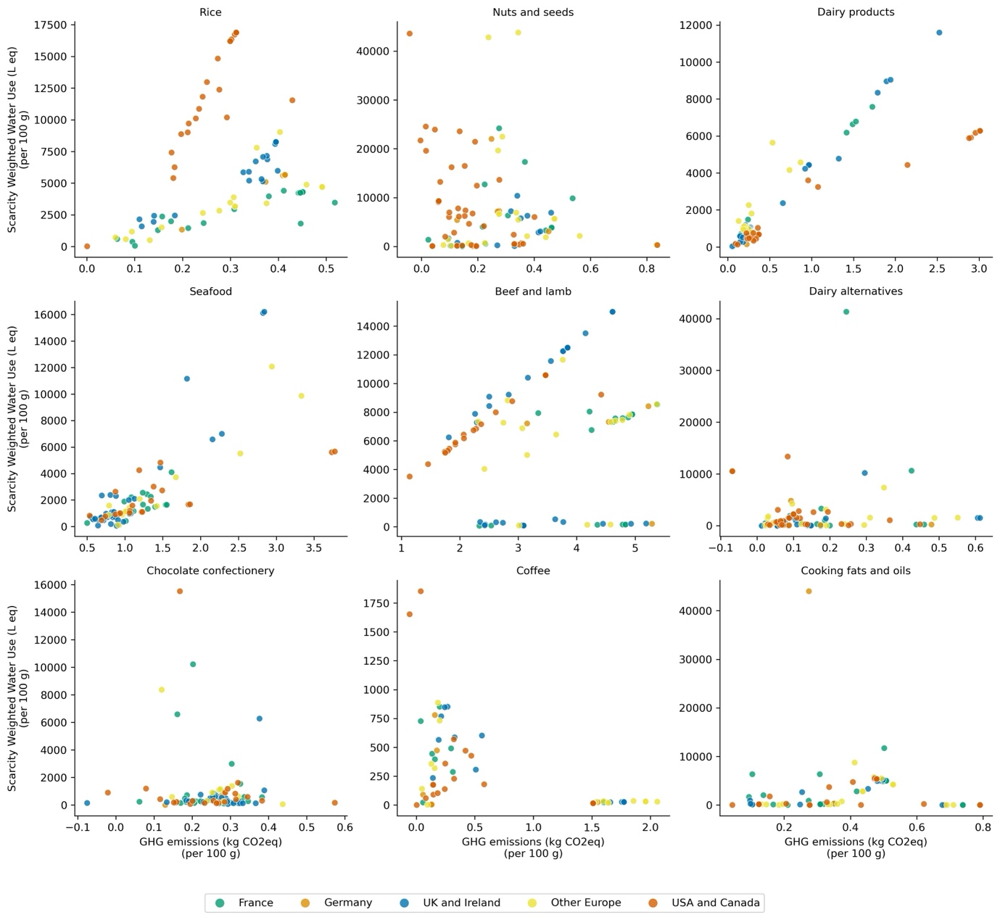 Rice
Nuts and seeds
Dairy products
Scarcity Weighted Water Use (L eq)
(per 100 g)
17500
15000
12500
10000
7500
5000
2500
0
0.0 0.1 0.2 0.3 0.4 0.5
40000
30000
20000
10000
0
0.0 0.2 0.4 0.6 0.8
12000
10000
8000
6000
4000
2000
0
0.0 0.5 1.0 1.5 2.0 2.5 3.0
Seafood
Beef and lamb
Dairy alternatives
Scarcity Weighted Water Use (L eq)
(per 100 g)
16000
14000
12000
10000
8000
6000
4000
2000
0
0.5 1.0 1.5 2.0 2.5 3.0 3.5
14000
12000
10000
8000
6000
4000
2000
0
1 2 3 4 5
40000
30000
20000
10000
0
−0.1 0.0 0.1 0.2 0.3 0.4 0.5 0.6
Chocolate confectionery
Coffee
Cooking fats and oils
Scarcity Weighted Water Use (L eq)
(per 100 g)
16000
14000
12000
10000
8000
6000
4000
2000
0
−0.1 0.0 0.1 0.2 0.3 0.4 0.5 0.6
GHG emissions (kg CO2eq)
(per 100 g)
1750
1500
1250
1000
750
500
250
0
0.0 0.5 1.0 1.5 2.0
GHG emissions (kg CO2eq)
(per 100 g)
40000
30000
20000
10000
0
0.2 0.4 0.6 0.8
GHG emissions (kg CO2eq)
(per 100 g)
France Germany UK and Ireland Other Europe USA and Canada